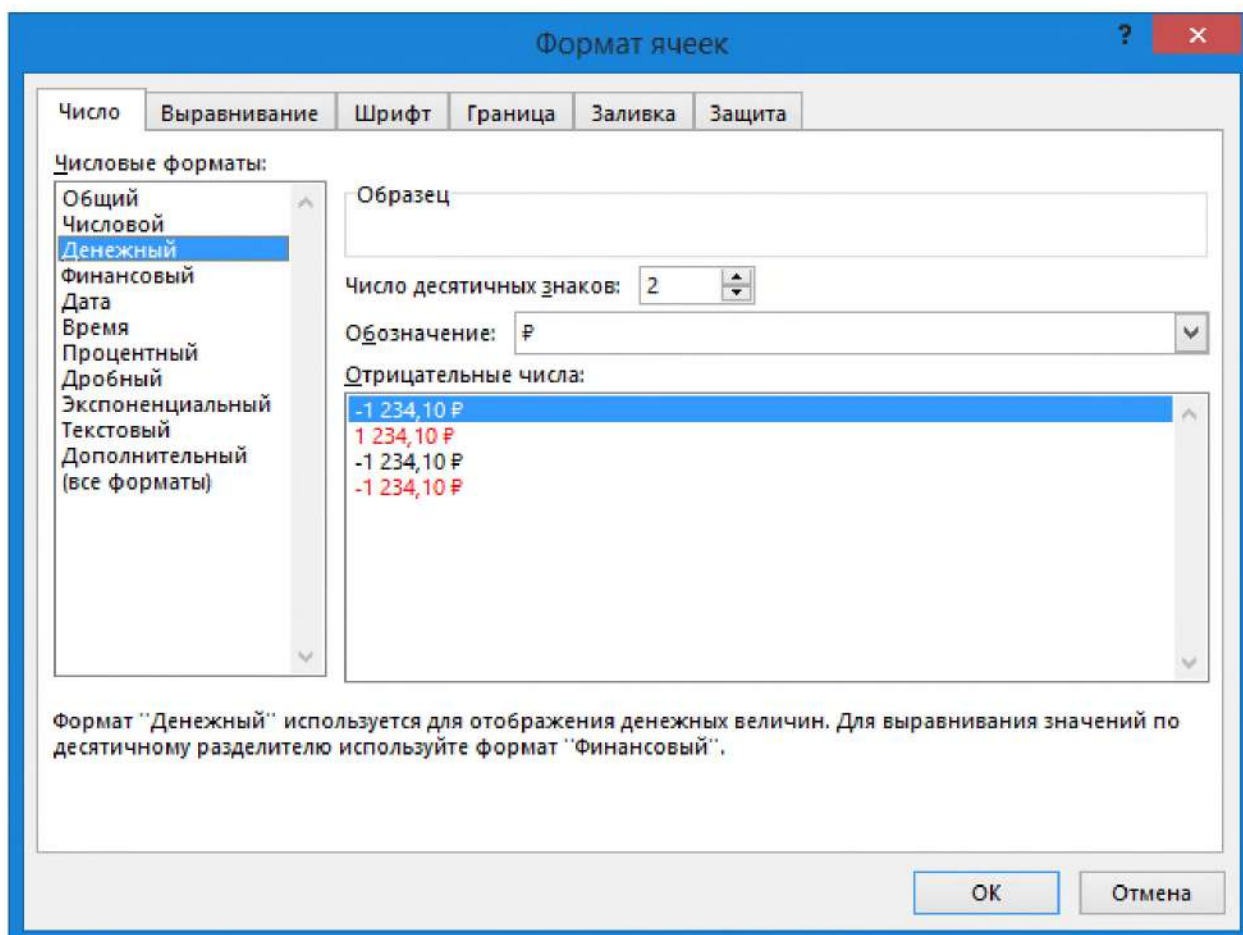 Формат ячеек
?
Число Выравнивание Шрифт Граница Заливка Защита
Числовые форматы:
Общий
Числовой
Денежный
Финансовый
Дата
Время
Процентный
Дробный
Экспоненциальный
Текстовый
Дополнительный
(все форматы)
Образец
Число десятичных знаков: 2
Обозначение: ₽
Отрицательные числа:
-1 234,10 ₽
1 234,10 ₽
-1 234,10 ₽
-1 234,10 ₽
Формат "Денежный" используется для отображения денежных величин. Для выравнивания значений по
десятичному разделителю используйте формат "Финансовый".
ОК Отмена